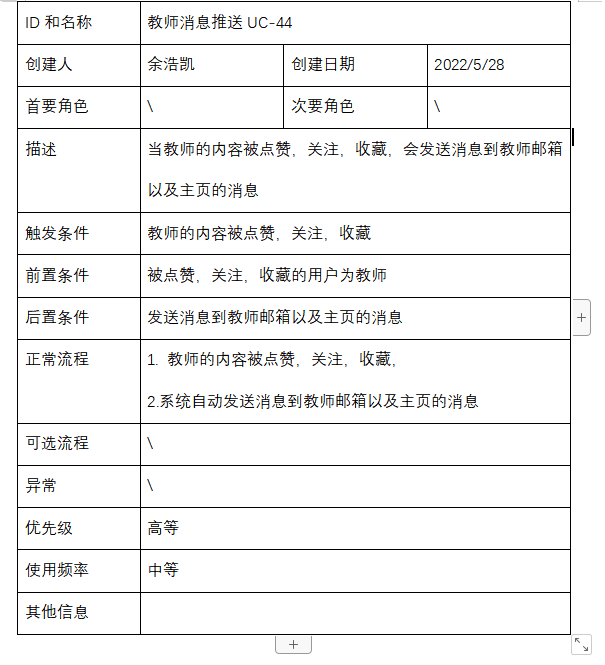 ID 和名称 教师消息推送 UC-44
创建人 余浩凯 创建日期 2022/5/28
首要角色 \ 次要角色 \
描述 当教师的内容被点赞，关注，收藏，会发送消息到教师邮箱
以及主页的消息
触发条件 教师的内容被点赞，关注，收藏
前置条件 被点赞，关注，收藏的用户为教师
后置条件 发送消息到教师邮箱以及主页的消息
正常流程 1. 教师的内容被点赞，关注，收藏，
2.系统自动发送消息到教师邮箱以及主页的消息
可选流程 \
异常 \
优先级 高等
使用频率 中等
其他信息